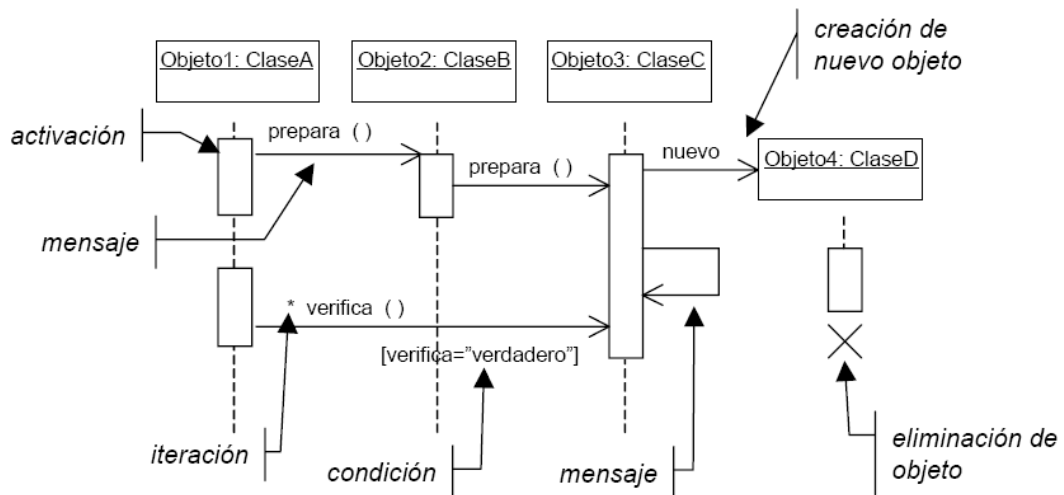 creación de
nuevo objeto
Objeto1: ClaseA
Objeto2: ClaseB
Objeto3: ClaseC
activación
prepara ( )
nuevo
Objeto4: ClaseD
prepara ( )
mensaje
* verifica ( )
[verifica=”verdadero”]
iteración
condición
mensaje
eliminación de
objeto